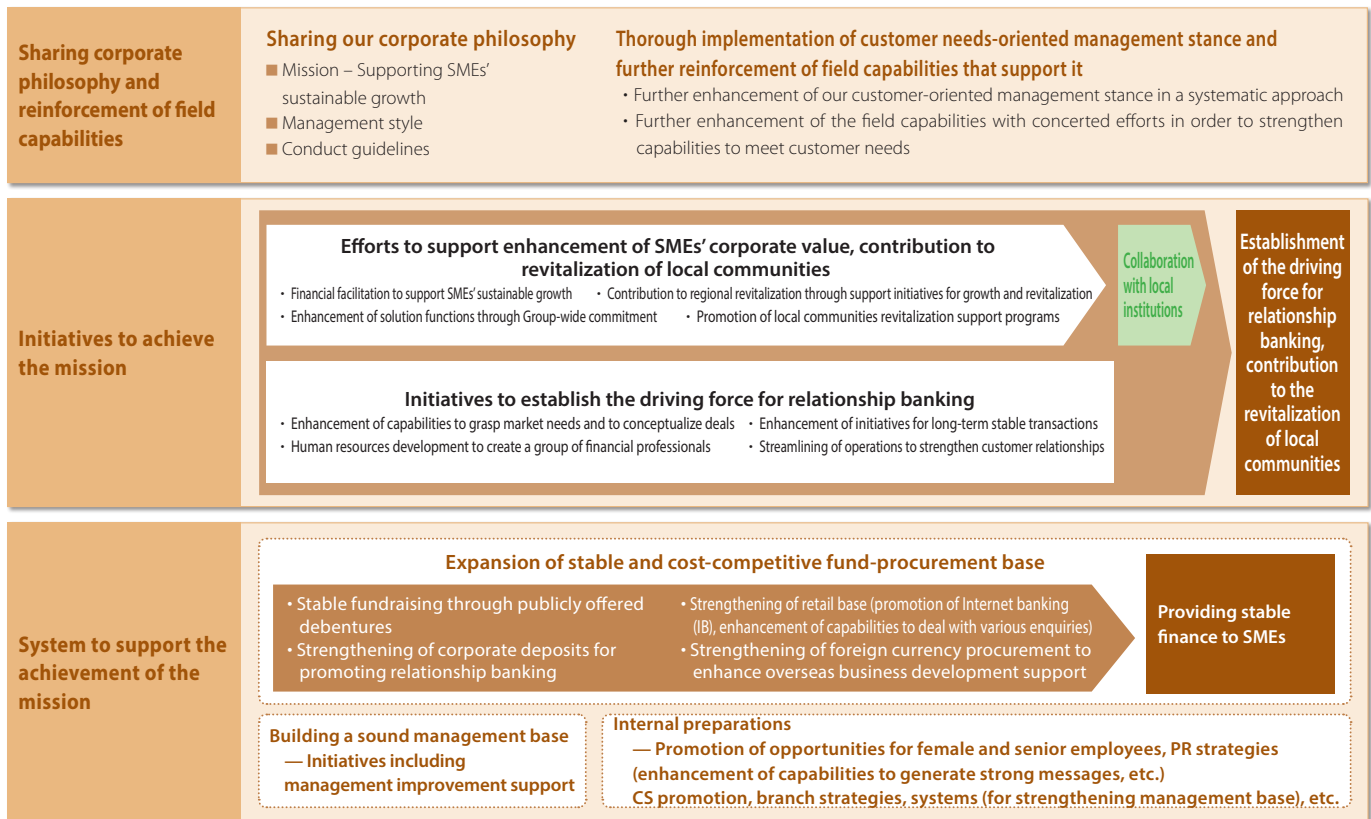 Sharing corporate
philosophy and
reinforcement of field
capabilities
Sharing our corporate philosophy
■ Mission – Supporting SMEs'
sustainable growth
■ Management style
■ Conduct guidelines
Thorough implementation of customer needs-oriented management stance and
further reinforcement of field capabilities that support it
・Further enhancement of our customer-oriented management stance in a systematic approach
・Further enhancement of the field capabilities with concerted efforts in order to strengthen
capabilities to meet customer needs
Initiatives to achieve
the mission
Efforts to support enhancement of SMEs' corporate value, contribution to
revitalization of local communities
・Financial facilitation to support SMEs' sustainable growth ・Contribution to regional revitalization through support initiatives for growth and revitalization
・Enhancement of solution functions through Group-wide commitment ・Promotion of local communities revitalization support programs
Collaboration
with local
institutions
Initiatives to establish the driving force for relationship banking
・Enhancement of capabilities to grasp market needs and to conceptualize deals ・Enhancement of initiatives for long-term stable transactions
・Human resources development to create a group of financial professionals ・Streamlining of operations to strengthen customer relationships
Establishment
of the driving
force for
relationship
banking,
contribution
to the
revitalization
of local
communities
System to support the
achievement of the
mission
Expansion of stable and cost-competitive fund-procurement base
・Stable fundraising through publicly offered
debentures
・Strengthening of corporate deposits for
promoting relationship banking
・Strengthening of retail base (promotion of Internet banking
(IB), enhancement of capabilities to deal with various enquiries)
・Strengthening of foreign currency procurement to
enhance overseas business development support
Providing stable
finance to SMEs
Building a sound management base
— Initiatives including
management improvement support
Internal preparations
— Promotion of opportunities for female and senior employees, PR strategies
(enhancement of capabilities to generate strong messages, etc.)
CS promotion, branch strategies, systems (for strengthening management base), etc.